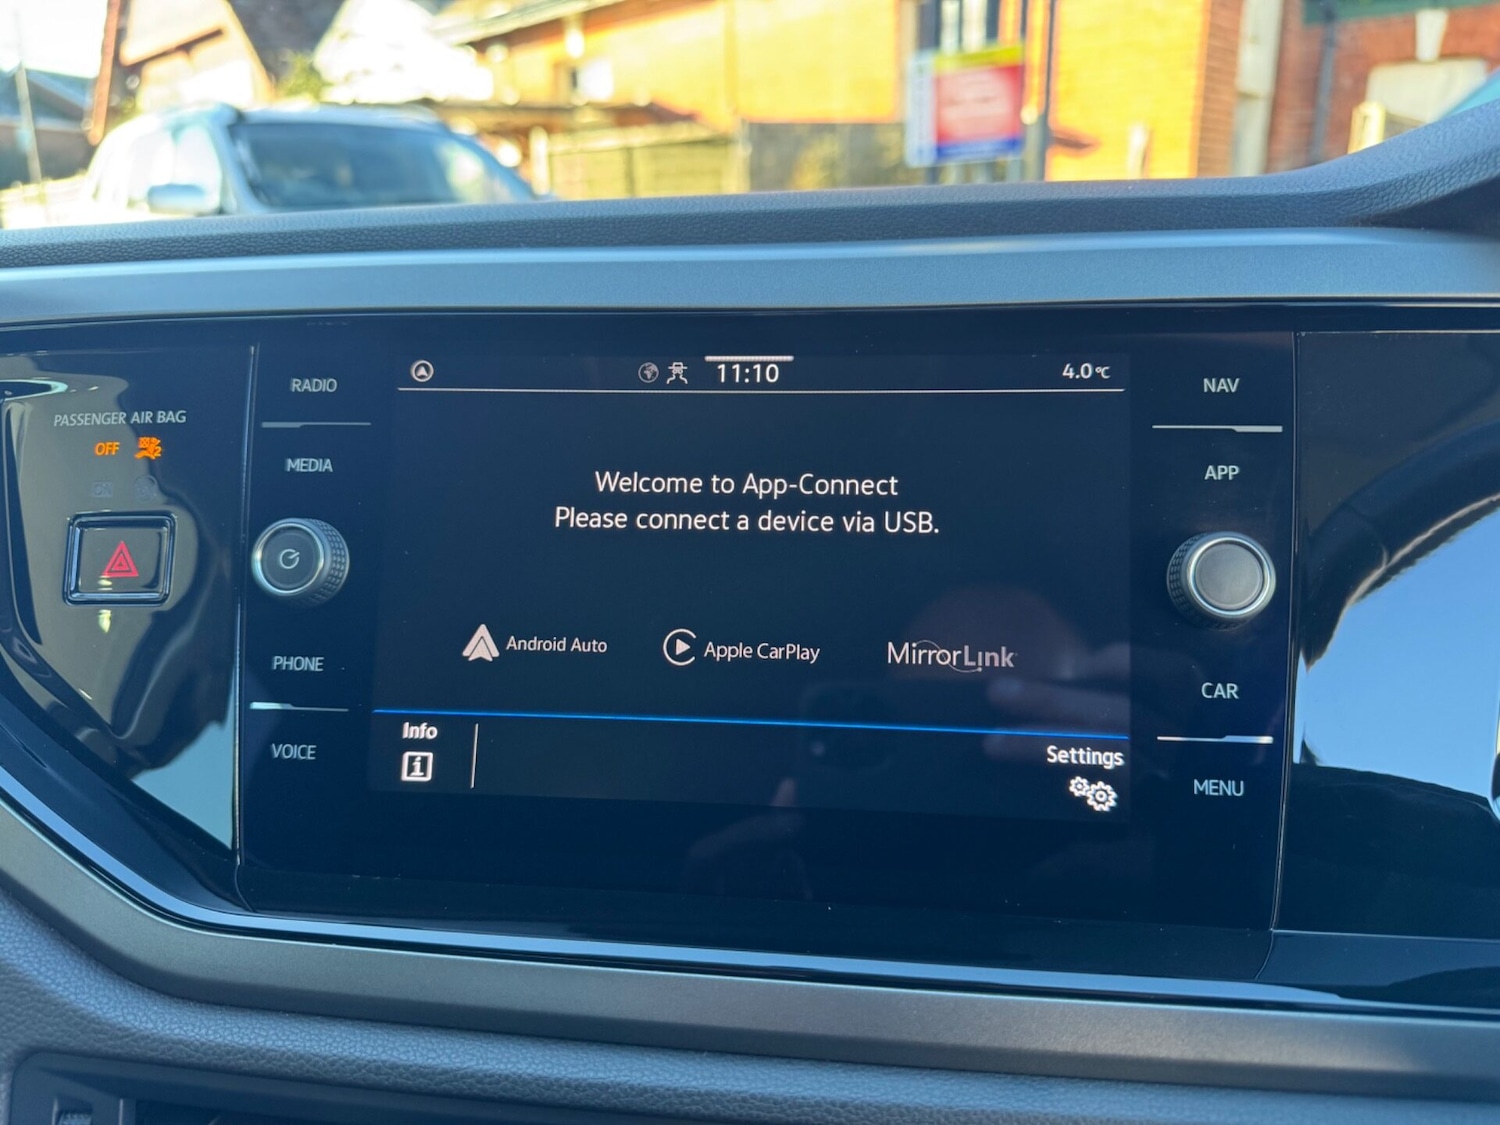 PASSENGER AIR BAG
OFF
ON
RADIO
MEDIA
PHONE
VOICE
11:10
4.0°C
Welcome to App-Connect
Please connect a device via USB.
Android Auto
Apple CarPlay
MirrorLink
Info
i
Settings
NAV
APP
CAR
MENU